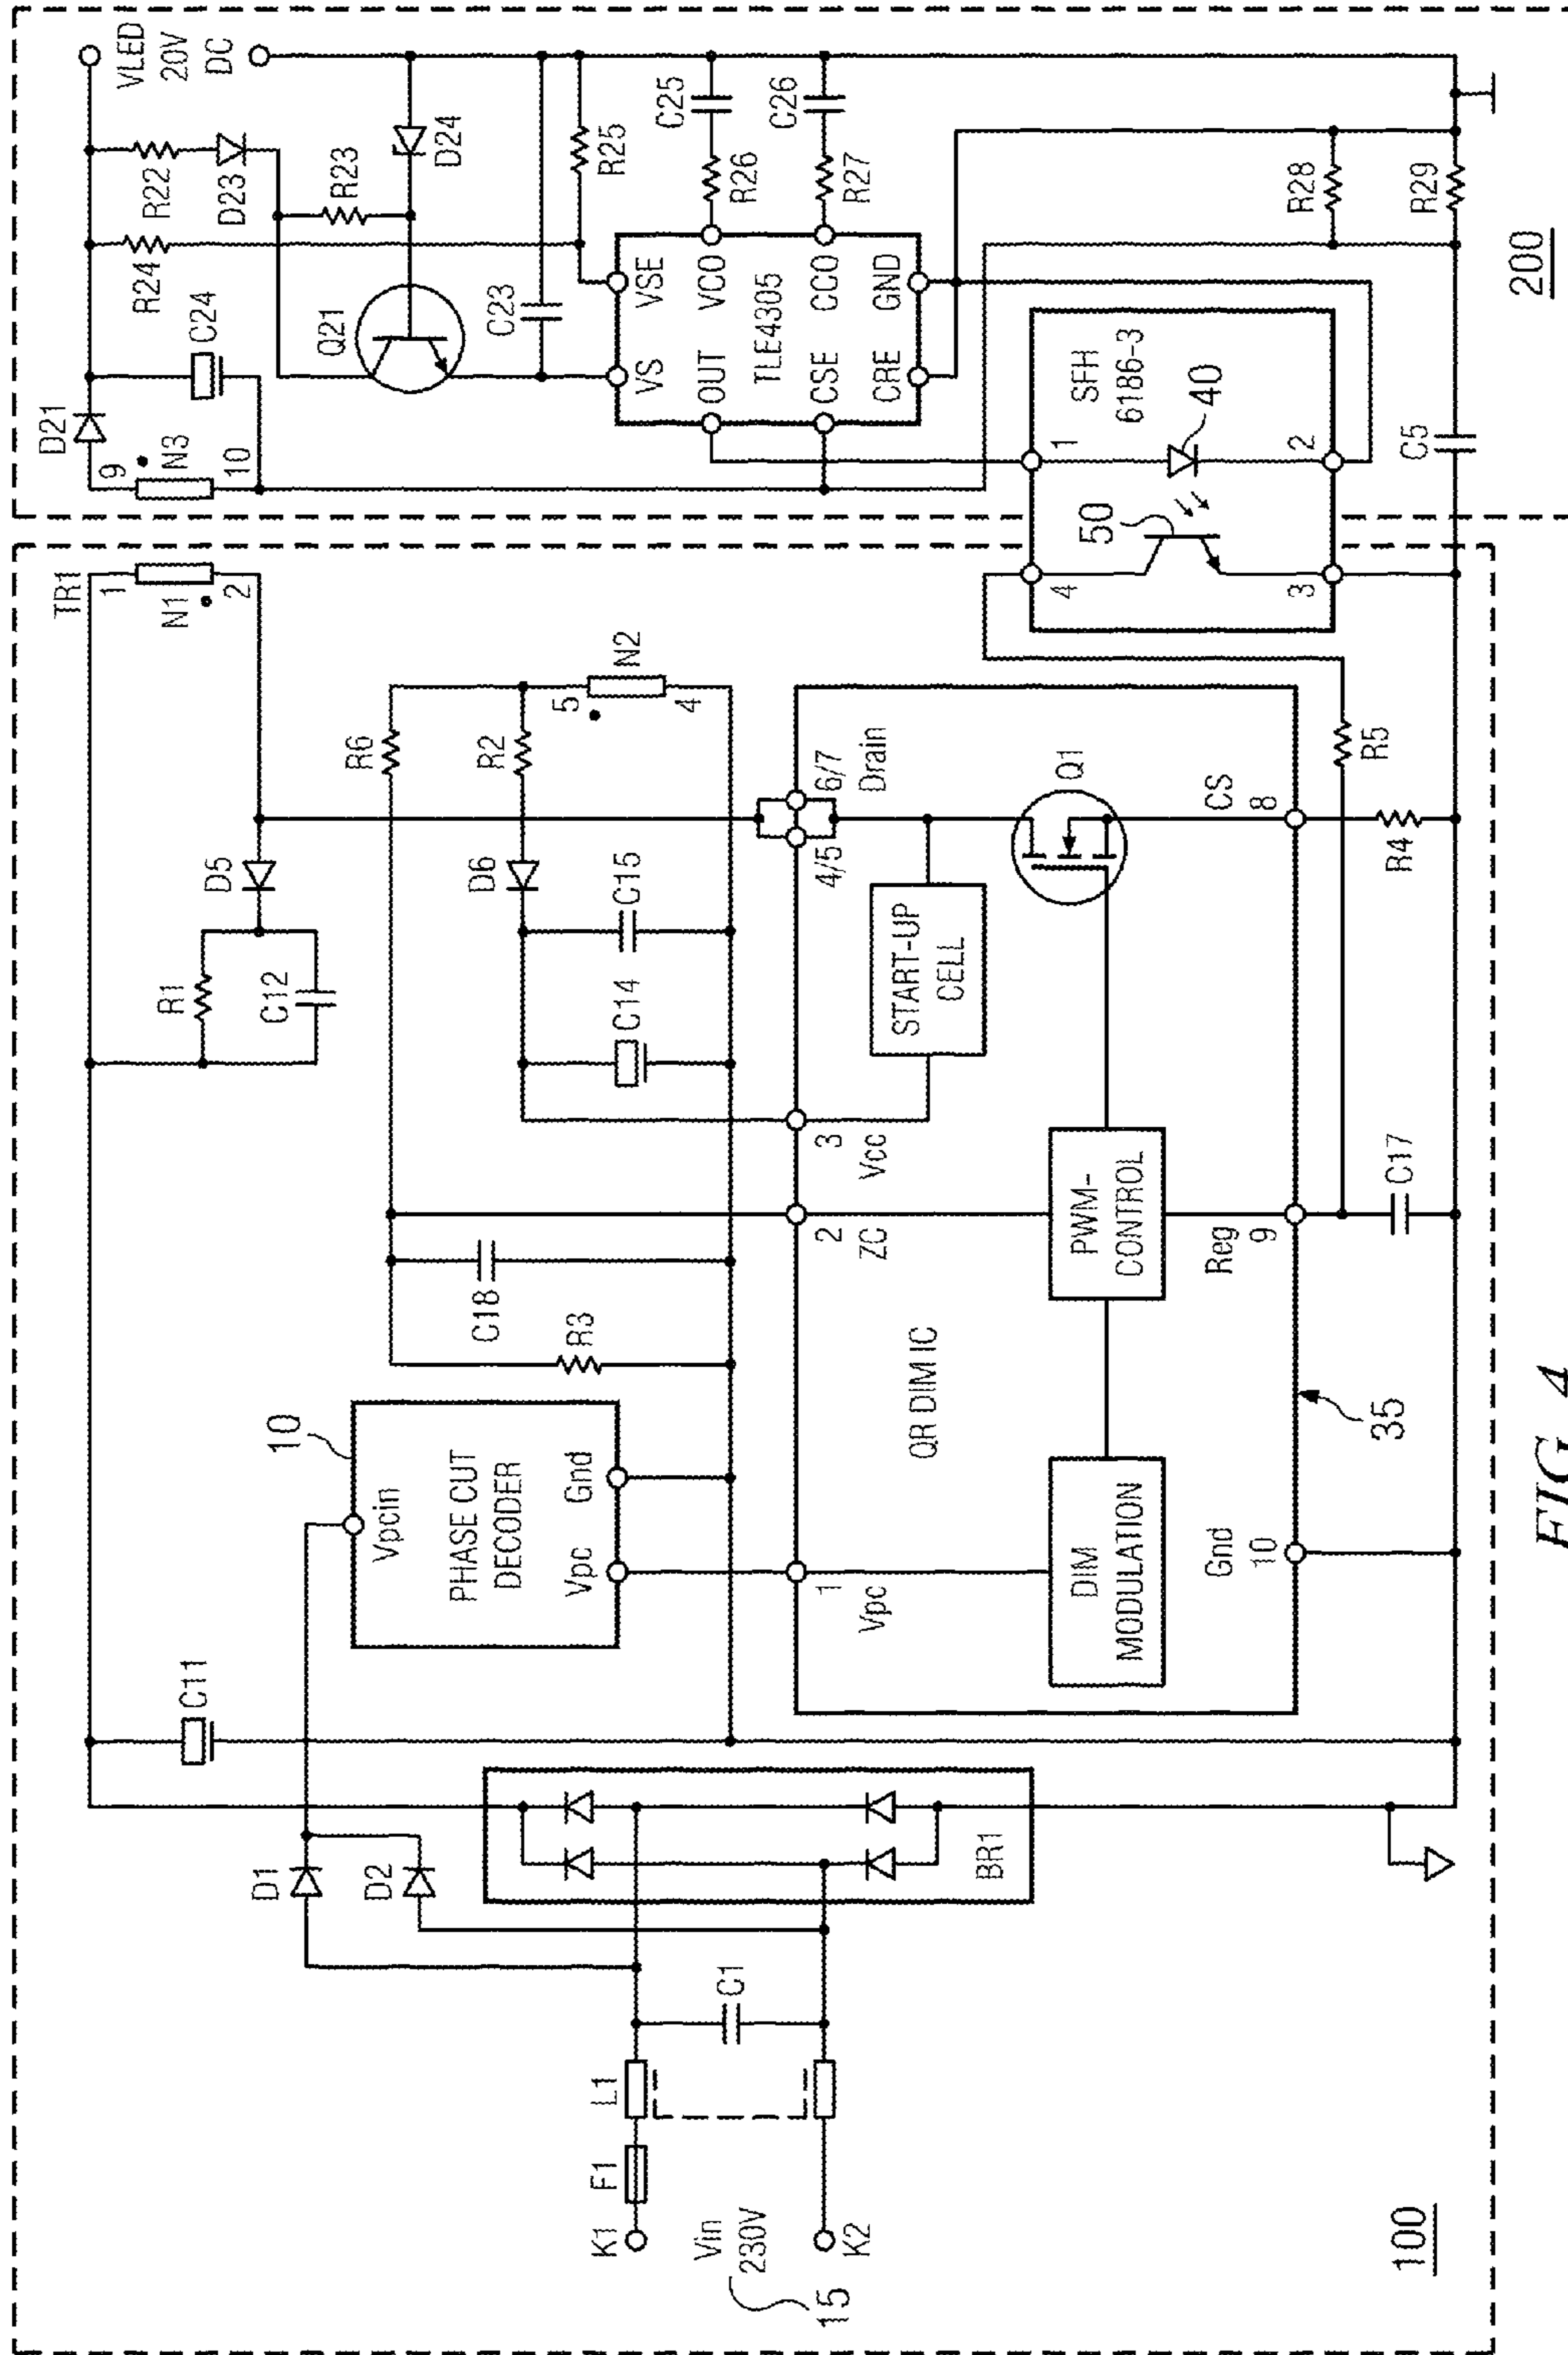 TR1
D21
VLED
20V
DC
1
N1
2
9
N3
10
C24
R24
R22
D23
R23
D24
Q21
C23
R25
C11
R1
C12
D5
D1
D2
10
Vpcin
PHASE CUT
DECODER
Vpc
Gnd
C18
R3
R6
R2
D6
C14
C15
5
N2
4
VS
VSE
OUT
VCO
TLE4305
CSE
CCO
CRE
GND
R26
C25
R27
C26
K1
F1
L1
Vin
230V
15
K2
C1
BR1
1
Vpc
2
ZC
3
Vcc
4/5
6/7
Drain
QR DIM IC
START-UP
CELL
DIM
MODULATION
PWM-
CONTROL
Q1
Gnd
10
Reg
9
CS
8
35
C17
R5
R4
4
50
3
1
SFH
6186-3
40
2
C5
R28
R29
100
200
FIG. 4